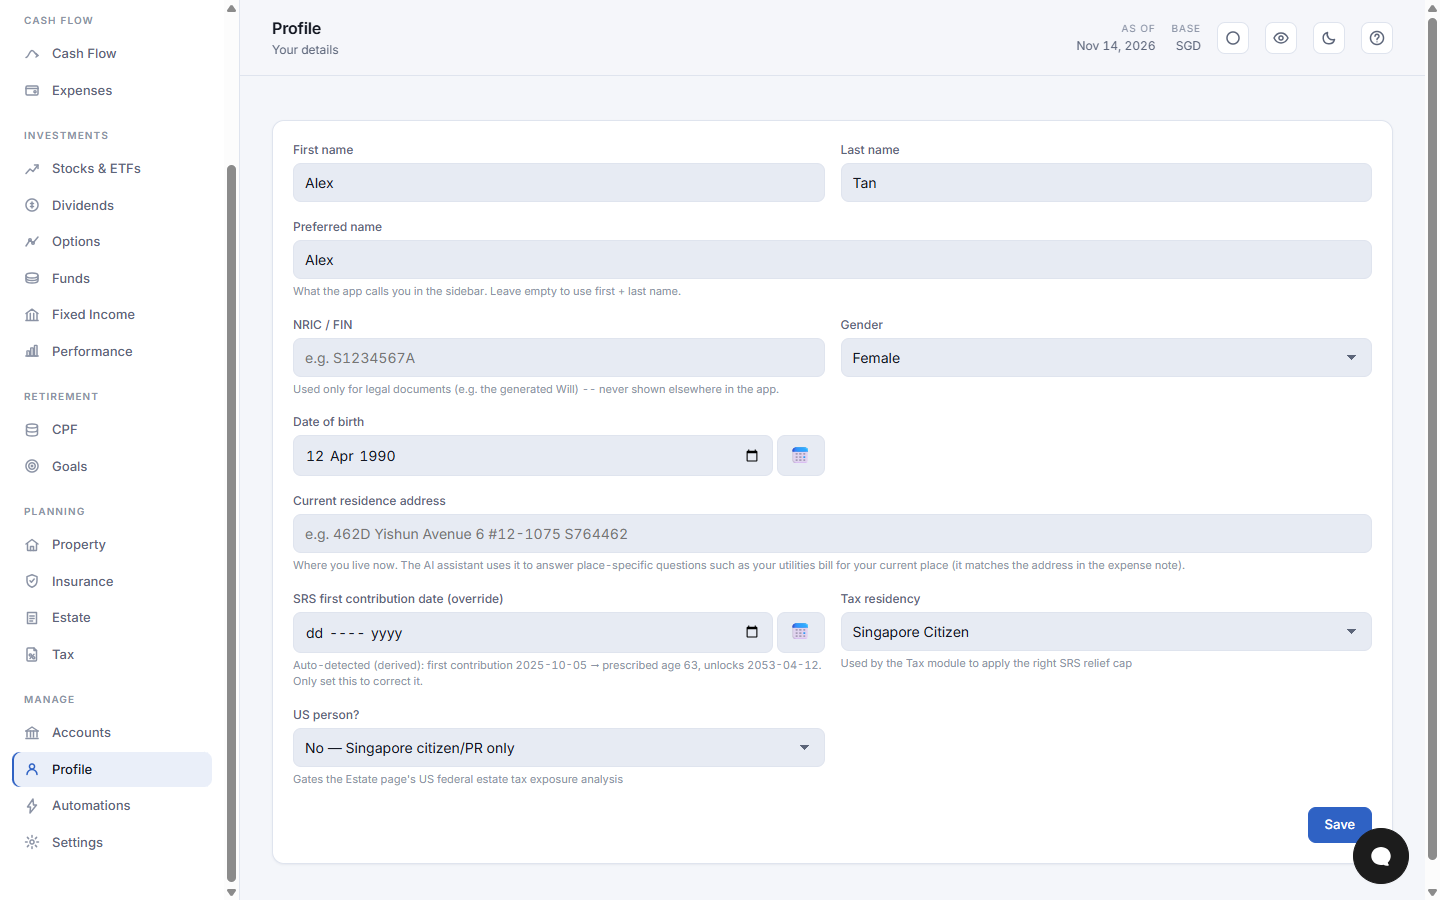 CASH FLOW
Cash Flow
Expenses
INVESTMENTS
Stocks & ETFs
Dividends
Options
Funds
Fixed Income
Performance
RETIREMENT
CPF
Goals
PLANNING
Property
Insurance
Estate
Tax
MANAGE
Accounts
Profile
Automations
Settings
Profile
Your details
AS OF
Nov 14, 2026
BASE
SGD
First name
Alex
Last name
Tan
Preferred name
Alex
What the app calls you in the sidebar. Leave empty to use first + last name.
NRIC / FIN
e.g. S1234567A
Used only for legal documents (e.g. the generated Will) -- never shown elsewhere in the app.
Gender
Female
Date of birth
12 Apr 1990
Current residence address
e.g. 462D Yishun Avenue 6 #12-1075 S764462
Where you live now. The AI assistant uses it to answer place-specific questions such as your utilities bill for your current place (it matches the address in the expense note).
SRS first contribution date (override)
dd ---- yyyy
Auto-detected (derived): first contribution 2025-10-05 → prescribed age 63, unlocks 2053-04-12.
Only set this to correct it.
Tax residency
Singapore Citizen
Used by the Tax module to apply the right SRS relief cap
US person?
No — Singapore citizen/PR only
Gates the Estate page's US federal estate tax exposure analysis
Save